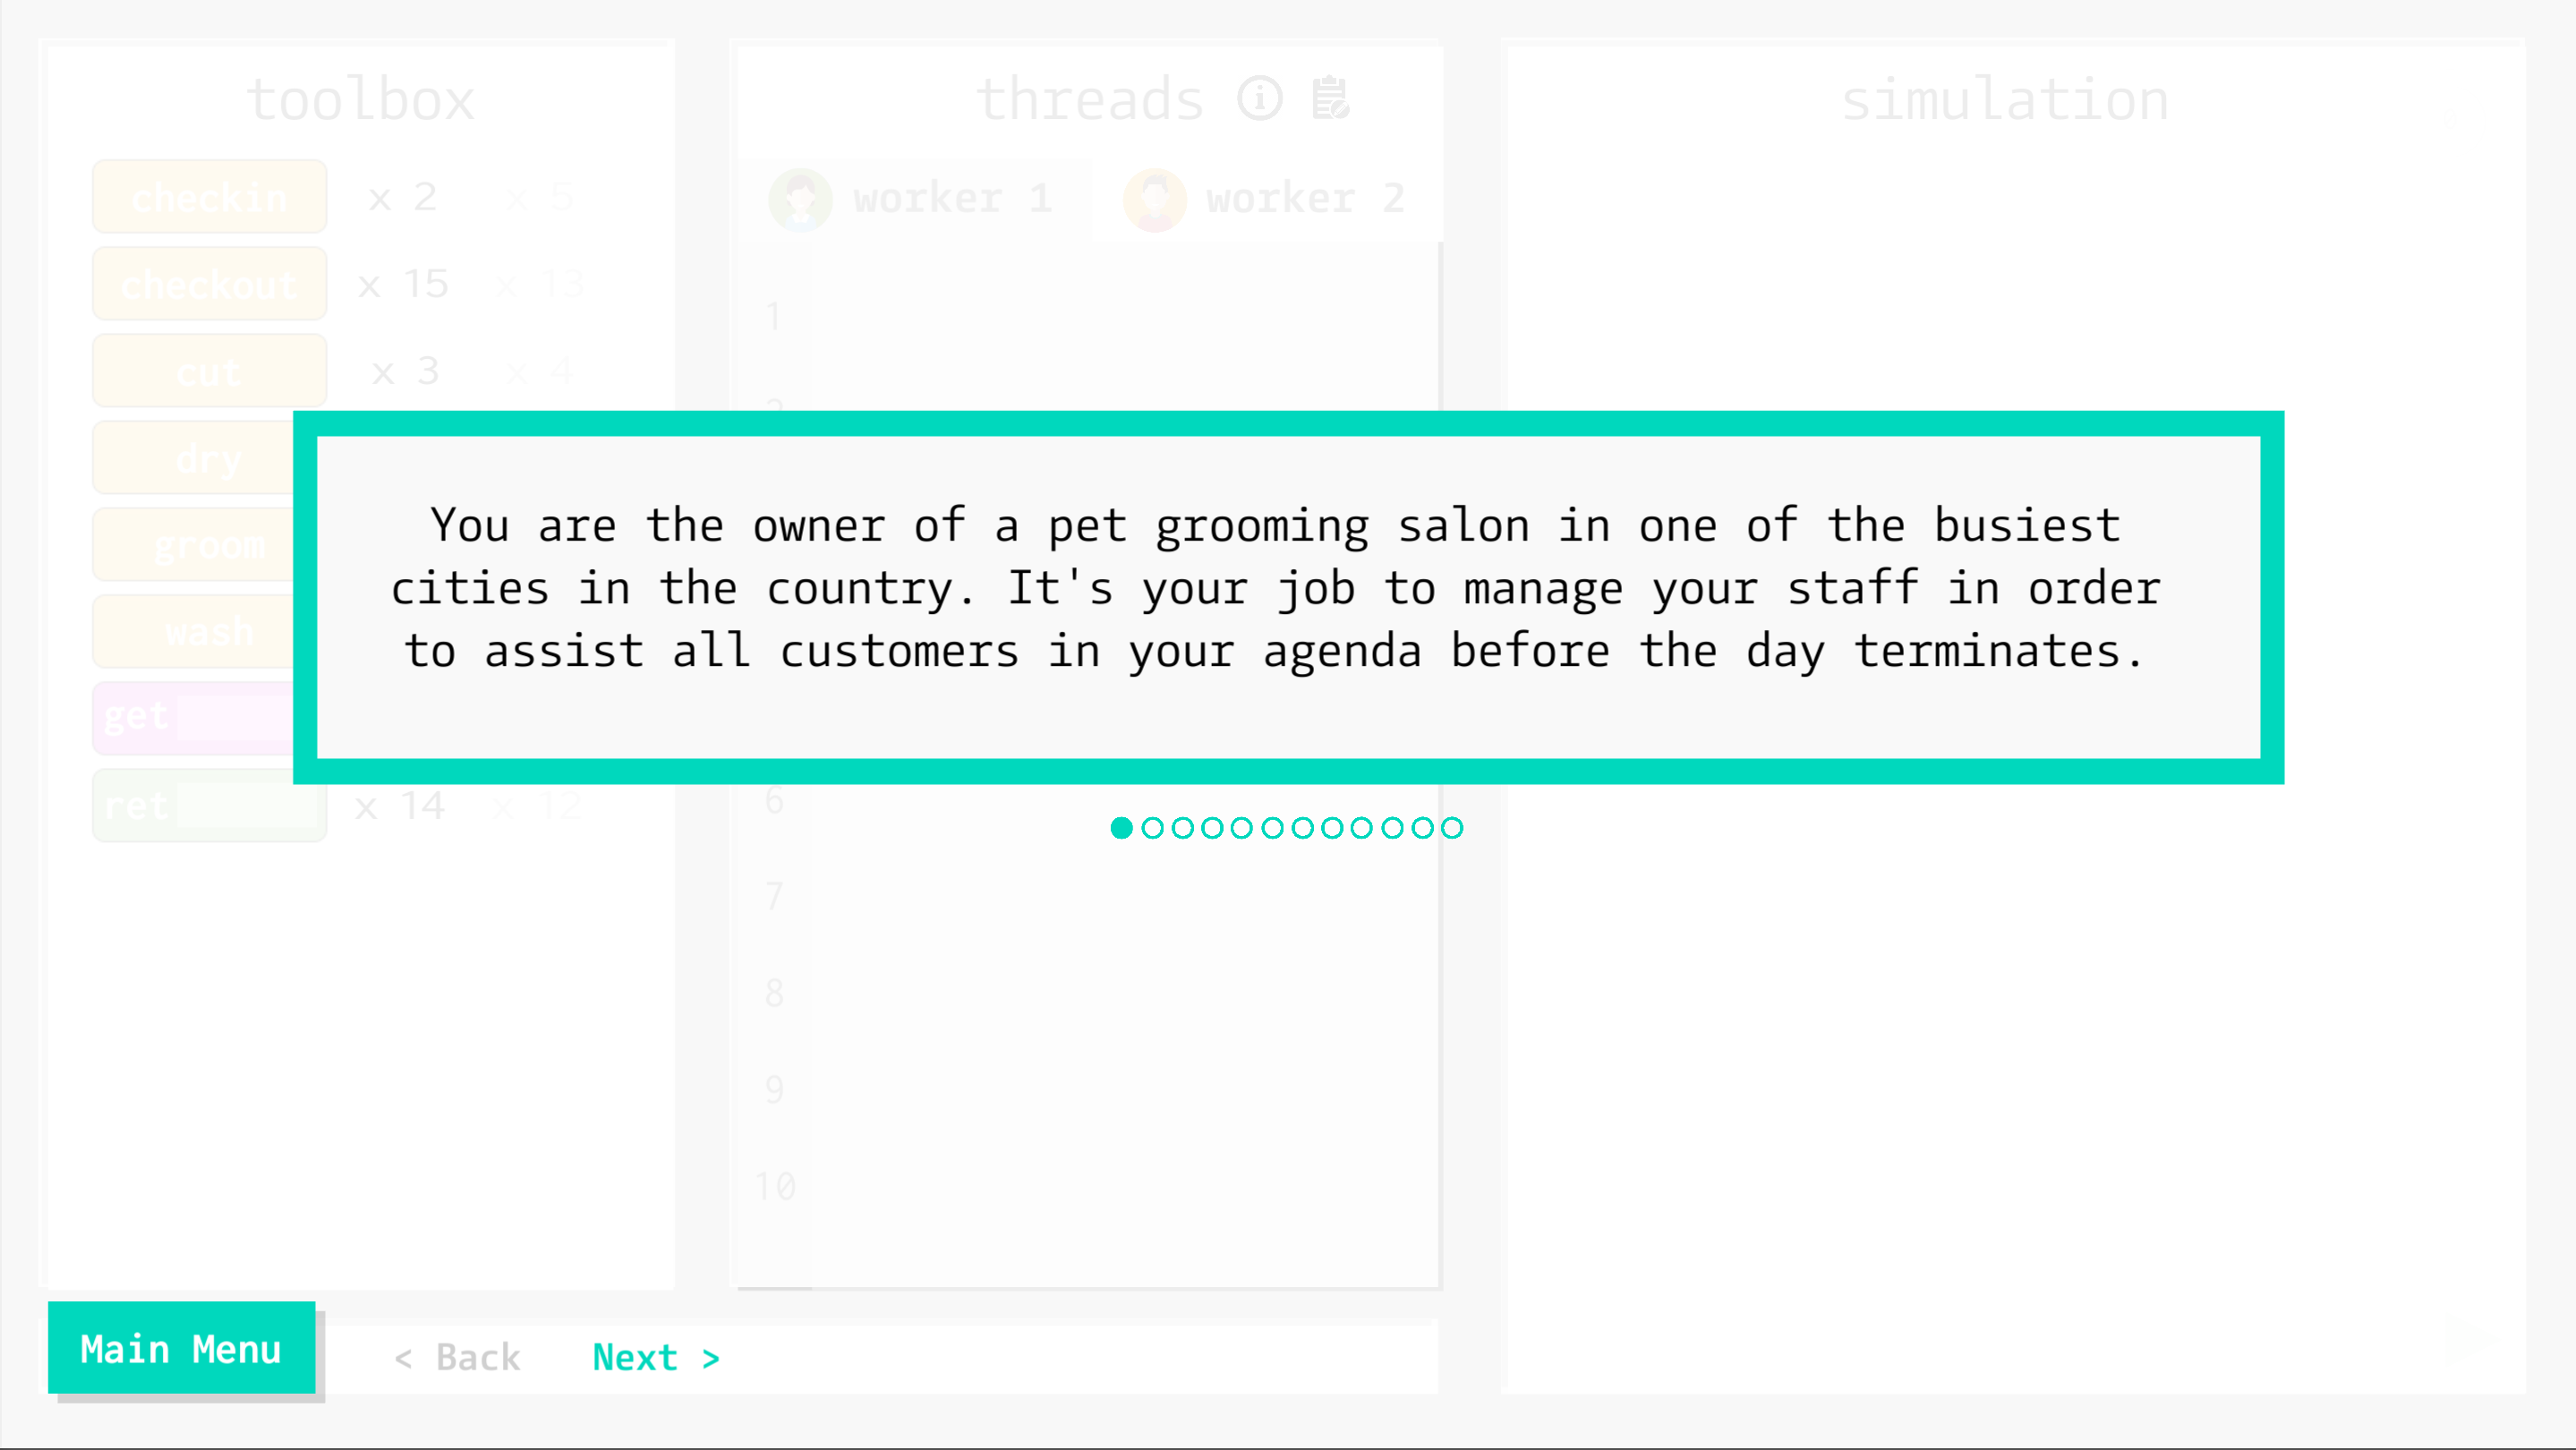 toolbox
checkin x 2 x 5
checkout x 15 x 13
cut x 3 x 4
dry
groom
wash
get
ret x 14 x 12
threads
worker 1 worker 2
1
2
6
7
8
9
10
simulation
You are the owner of a pet grooming salon in one of the busiest
cities in the country. It's your job to manage your staff in order
to assist all customers in your agenda before the day terminates.
Main Menu < Back Next >